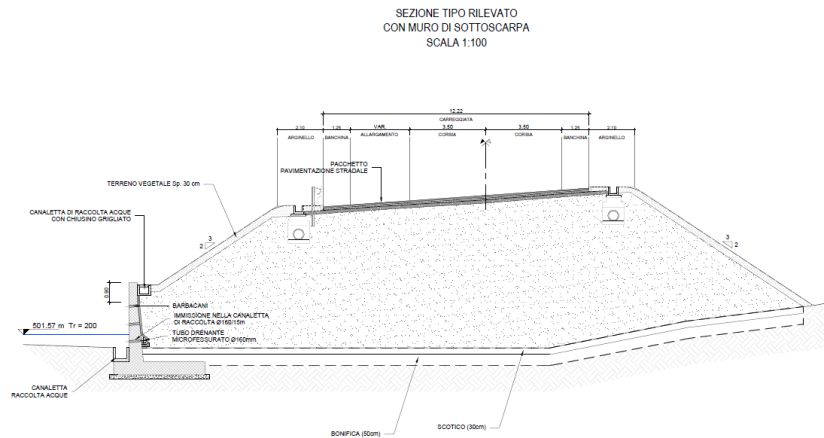 SEZIONE TIPO RILEVATO
CON MURO DI SOTTOSCARPA
SCALA 1:100
12.22
CARREGGIATA
2.10
1.25
VAR.
3.50
3.50
1.25
2.10
ARGINELLO
BANCHINA
ALLARGAMENTO
CORSIA
CORSIA
BANCHINA
ARGINELLO
PACCHETTO
PAVIMENTAZIONE STRADALE
TERRENO VEGETALE Sp. 30 cm
CANALETTA DI RACCOLTA ACQUE
CON CHIUSINO GRIGLIATO
3
2
3
2
0.90
BARBACANI
IMMISSIONE NELLA CANALETTA
DI RACCOLTA Ø160/15m
TUBO DRENANTE
MICROFESSURATO Ø160mm
501.57 m Tr = 200
CANALETTA
RACCOLTA ACQUE
BONIFICA (50cm)
SCOTICO (30cm)